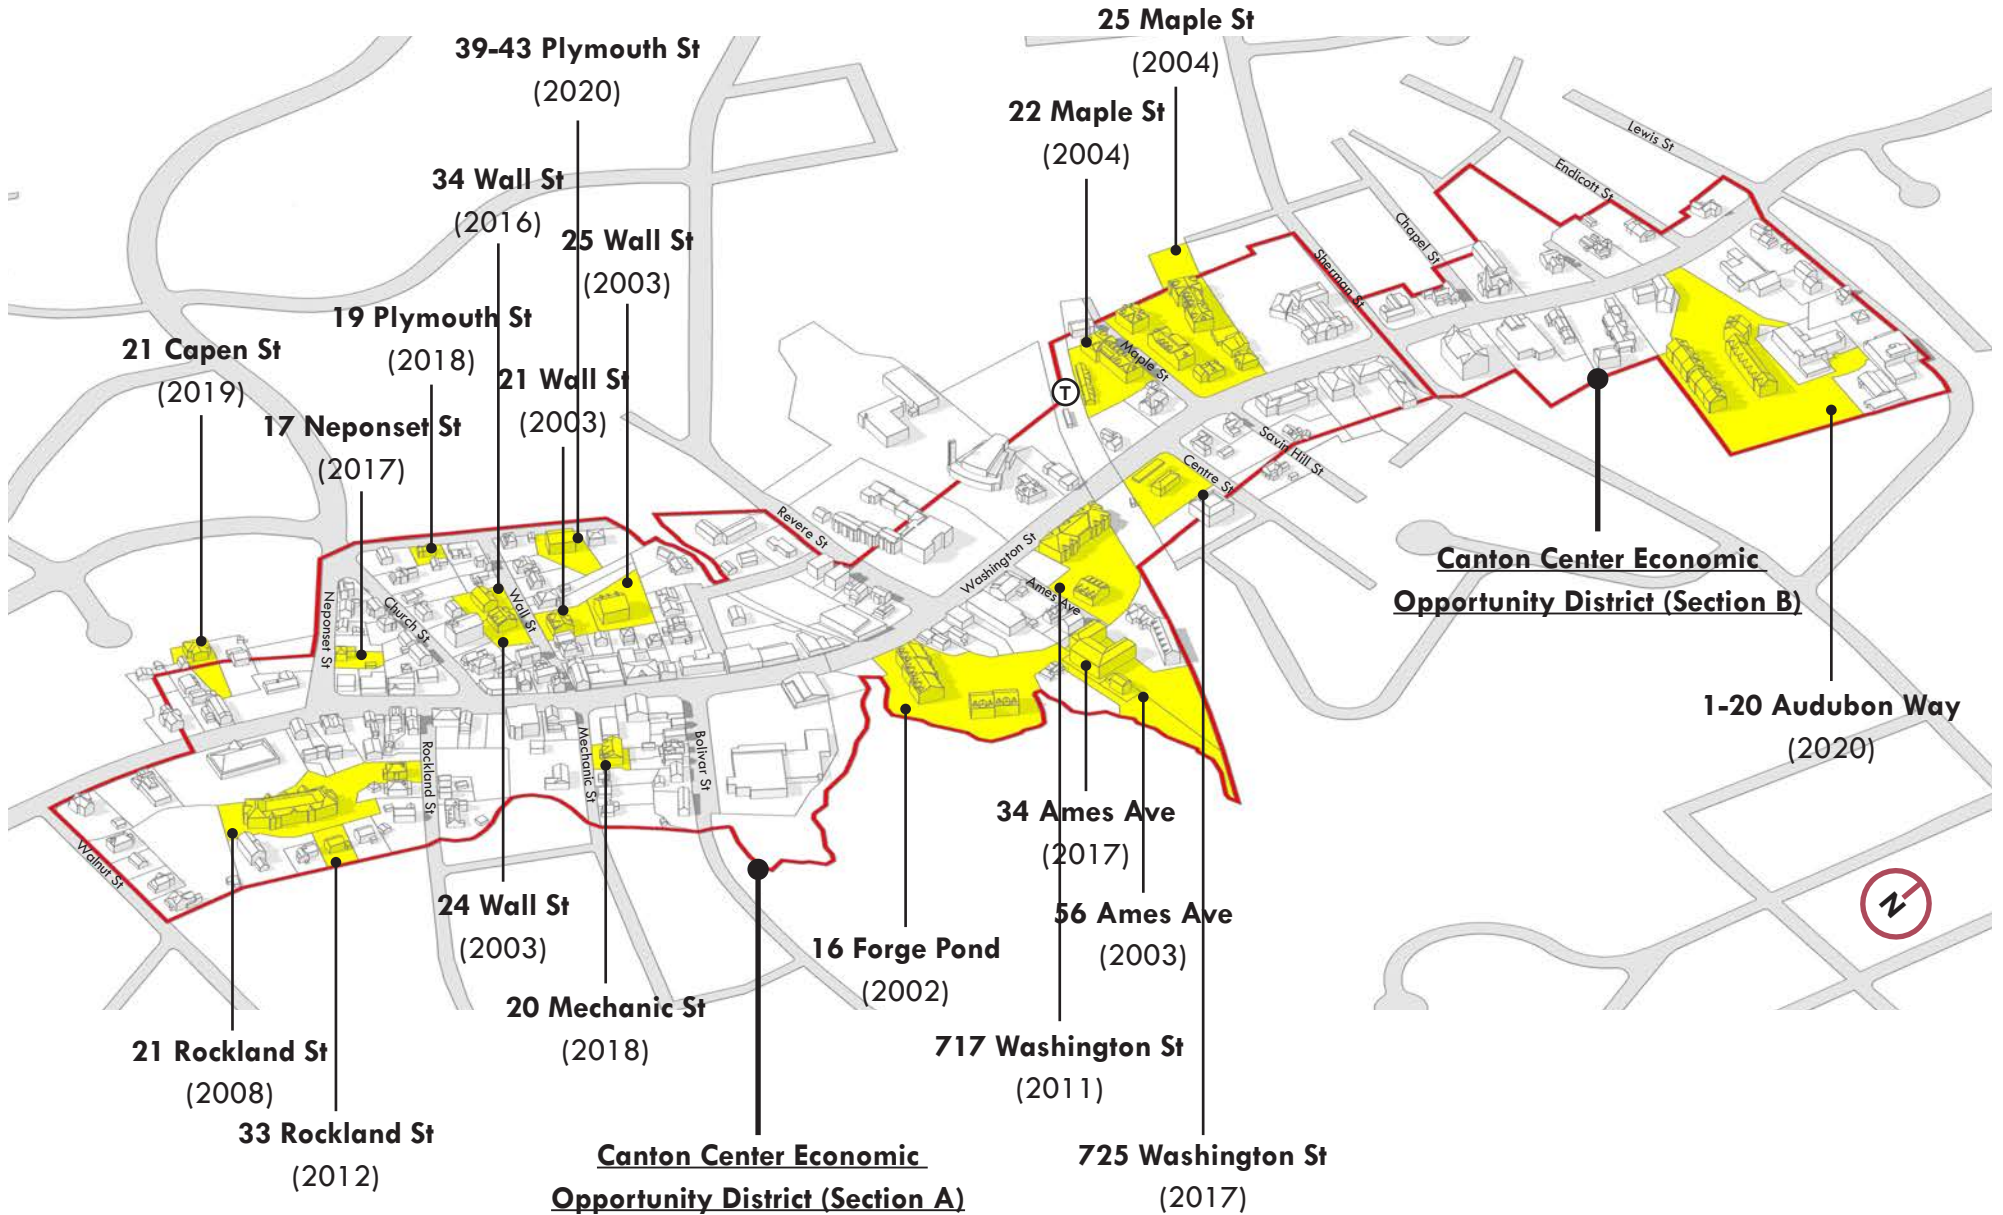 25 Maple St
(2004)
39-43 Plymouth St
(2020)
22 Maple St
(2004)
34 Wall St
(2016)
25 Wall St
(2003)
19 Plymouth St
(2018)
21 Capen St
(2019)
21 Wall St
(2003)
17 Neponset St
(2017)
Lewis St
Endicott St
Chapel St
Sherman St
Maple St
T
Savin Hill St
Centre St
Revere St
Washington St
Ames Ave
Neponset St
Church St
Wall St
Rockland St
Mechanic St
Bolivar St
Walnut St
Canton Center Economic
Opportunity District (Section B)
1-20 Audubon Way
(2020)
34 Ames Ave
(2017)
56 Ames Ave
(2003)
24 Wall St
(2003)
16 Forge Pond
(2002)
20 Mechanic St
(2018)
717 Washington St
(2011)
21 Rockland St
(2008)
33 Rockland St
(2012)
Canton Center Economic
Opportunity District (Section A)
725 Washington St
(2017)
N